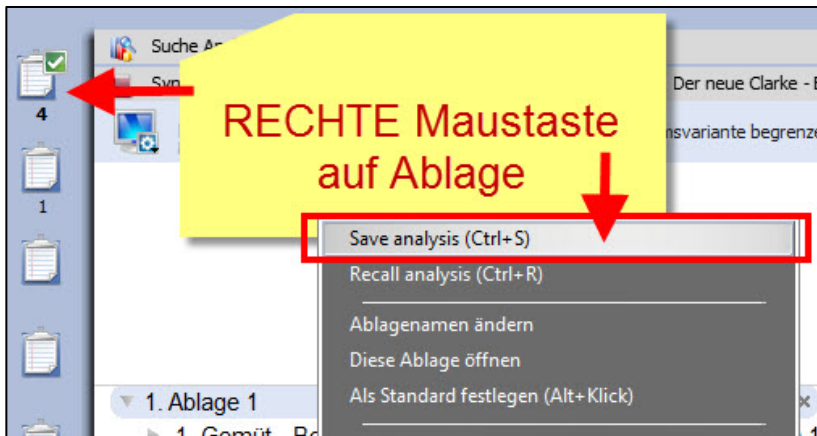 Suche
Der neue Clarke -
RECHTE Maustaste
auf Ablage
4
begrenze
1
Save analysis (Ctrl+S)
Recall analysis (Ctrl+R)
Ablagenamen ändern
Diese Ablage öffnen
Als Standard festlegen (Alt+Klick)
1. Ablage 1
1. Gemüt